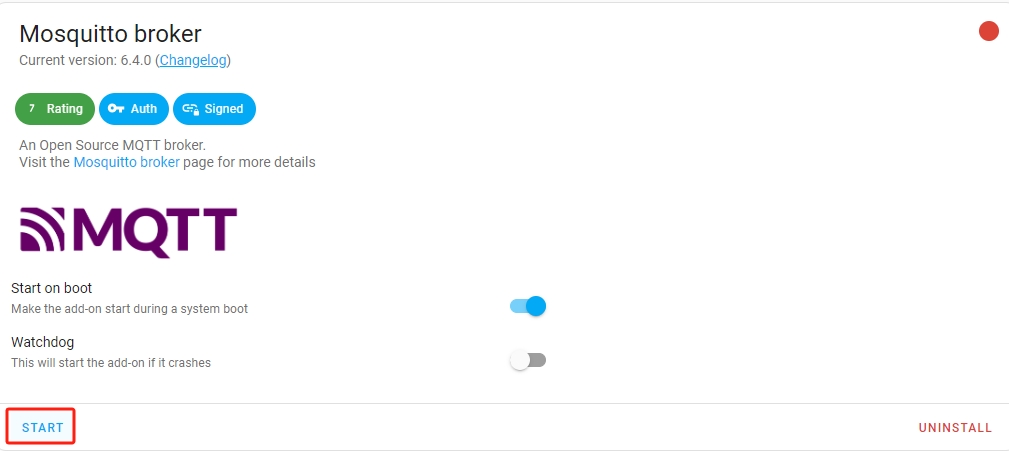 Mosquitto broker
Current version: 6.4.0 (Changelog)
7 Rating Auth Signed
An Open Source MQTT broker.
Visit the Mosquitto broker page for more details
MQTT
Start on boot
Make the add-on start during a system boot
Watchdog
This will start the add-on if it crashes
START UNINSTALL